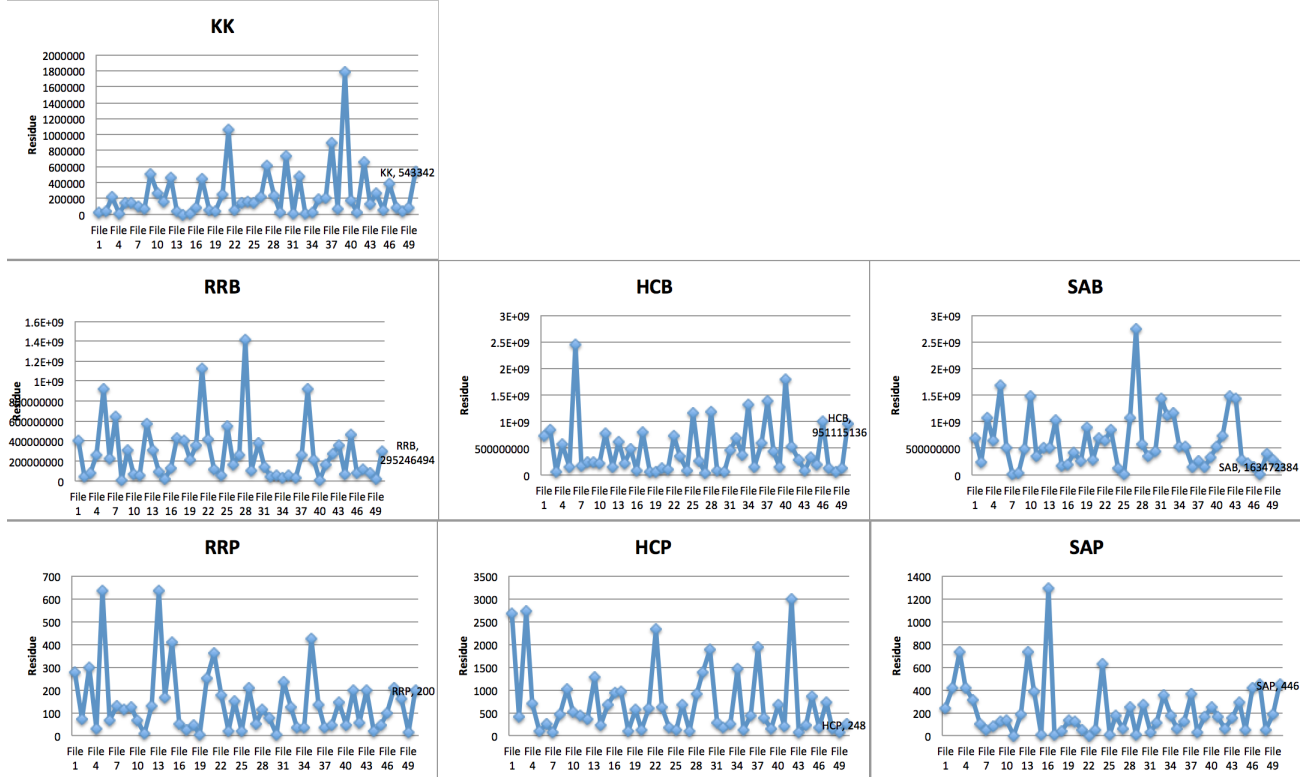 KK
2000000
1800000
1600000
1400000
1200000
1000000
800000
600000
400000
200000
0
Residue
KK, 543342
File File File File File File File File File File File File File File File File File
1 4 7 10 13 16 19 22 25 28 31 34 37 40 43 46 49
RRB
1.6E+09
1.4E+09
1.2E+09
1E+09
800000000
600000000
400000000
200000000
0
Residue
RRB,
295246494
File File File File File File File File File File File File File File File File File
1 4 7 10 13 16 19 22 25 28 31 34 37 40 43 46 49
HCB
3E+09
2.5E+09
2E+09
1.5E+09
1E+09
500000000
0
Residue
HCB,
951115136
File File File File File File File File File File File File File File File File File
1 4 7 10 13 16 19 22 25 28 31 34 37 40 43 46 49
SAB
3E+09
2.5E+09
2E+09
1.5E+09
1E+09
500000000
0
Residue
SAB, 163472384
File File File File File File File File File File File File File File File File File
1 4 7 10 13 16 19 22 25 28 31 34 37 40 43 46 49
RRP
700
600
500
400
300
200
100
0
Residue
RRP, 200
File File File File File File File File File File File File File File File File File
1 4 7 10 13 16 19 22 25 28 31 34 37 40 43 46 49
HCP
3500
3000
2500
2000
1500
1000
500
0
Residue
HCP, 248
File File File File File File File File File File File File File File File File File
1 4 7 10 13 16 19 22 25 28 31 34 37 40 43 46 49
SAP
1400
1200
1000
800
600
400
200
0
Residue
SAP, 446
File File File File File File File File File File File File File File File File File
1 4 7 10 13 16 19 22 25 28 31 34 37 40 43 46 49